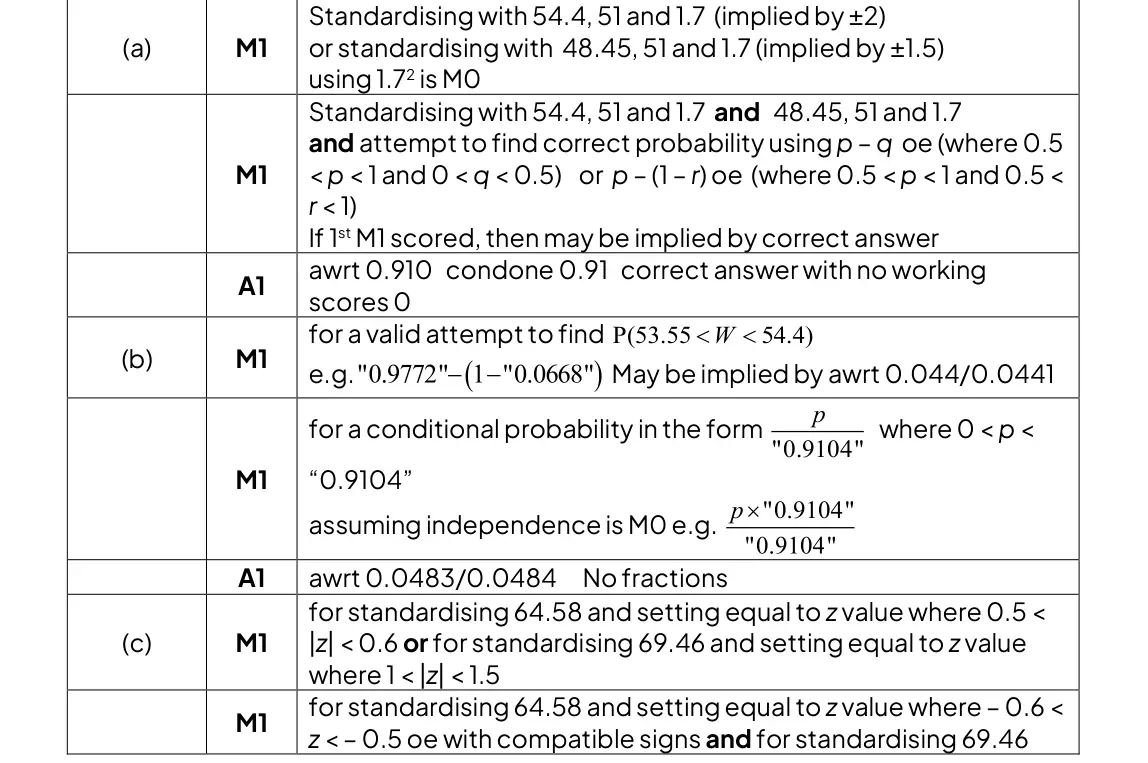 Standardising with 54.4, 51 and 1.7 (implied by ±2)
(a) M1 or standardising with 48.45, 51 and 1.7 (implied by ±1.5)
using 1.7² is M0
Standardising with 54.4, 51 and 1.7 and 48.45, 51 and 1.7
and attempt to find correct probability using p – q oe (where 0.5
M1 < p < 1 and 0 < q < 0.5) or p – (1 – r) oe (where 0.5 < p < 1 and 0.5 <
r < 1)
If 1st M1 scored, then may be implied by correct answer
A1 awrt 0.910 condone 0.91 correct answer with no working
scores 0
(b) M1 for a valid attempt to find P(53.55 < W < 54.4)
e.g. "0.9772"–(1–"0.0668") May be implied by awrt 0.044/0.0441
for a conditional probability in the form p / "0.9104" where 0 < p <
M1 “0.9104”
assuming independence is M0 e.g. p×"0.9104" / "0.9104"
A1 awrt 0.0483/0.0484 No fractions
for standardising 64.58 and setting equal to z value where 0.5 <
(c) M1 |z| < 0.6 or for standardising 69.46 and setting equal to z value
where 1 < |z| < 1.5
M1 for standardising 64.58 and setting equal to z value where – 0.6 <
z < – 0.5 oe with compatible signs and for standardising 69.46